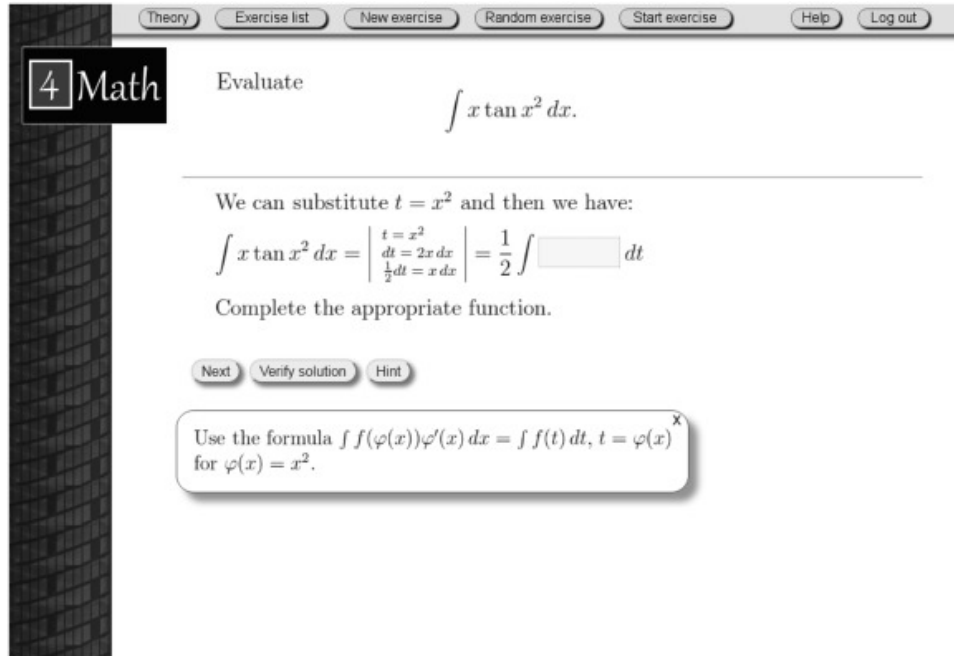 Theory Exercise list New exercise Random exercise Start exercise Help Log out
4 Math
Evaluate
∫ x tan x² dx.
We can substitute t = x² and then we have:
∫ x tan x² dx = | t = x² dt = 2x dx ½dt = x dx | = 1/2 ∫ dt
Complete the appropriate function.
Next Verify solution Hint
x
Use the formula ∫ f(φ(x))φ′(x) dx = ∫ f(t) dt, t = φ(x)
for φ(x) = x².